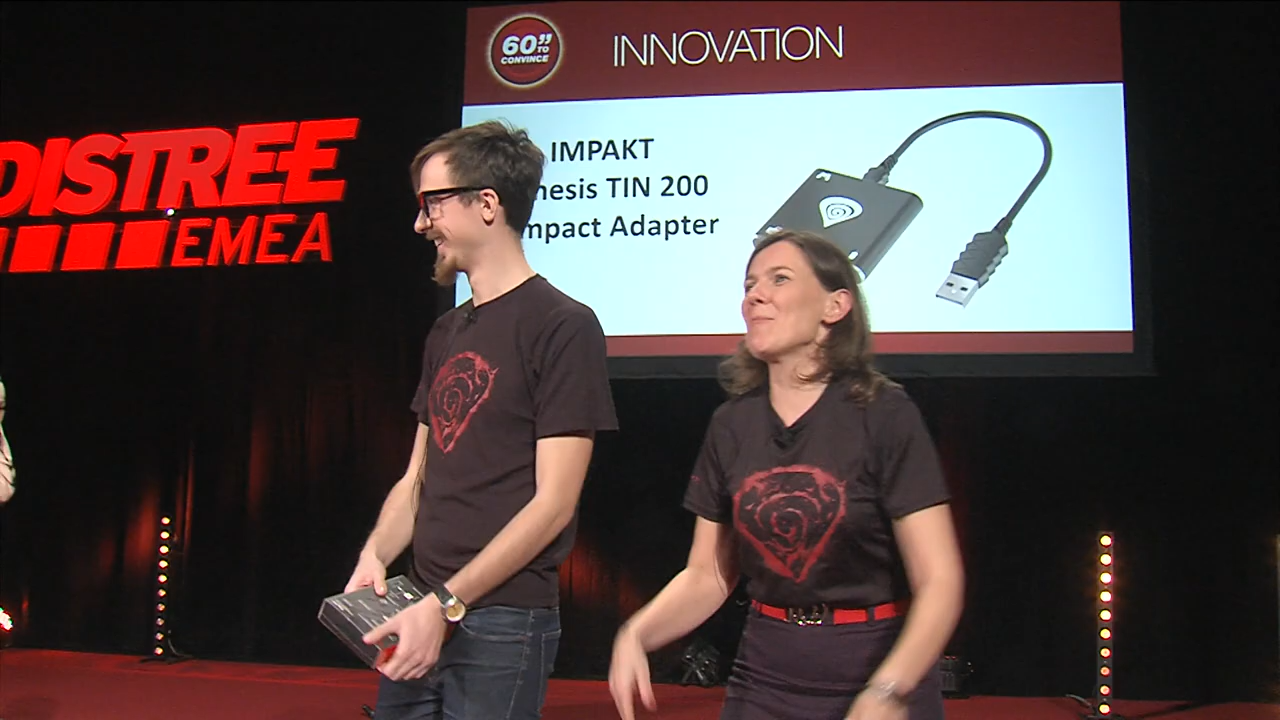 60”
TO
CONVINCE
INNOVATION
DISTREE
EMEA
IMPAKT
nesis TIN 200
mpact Adapter